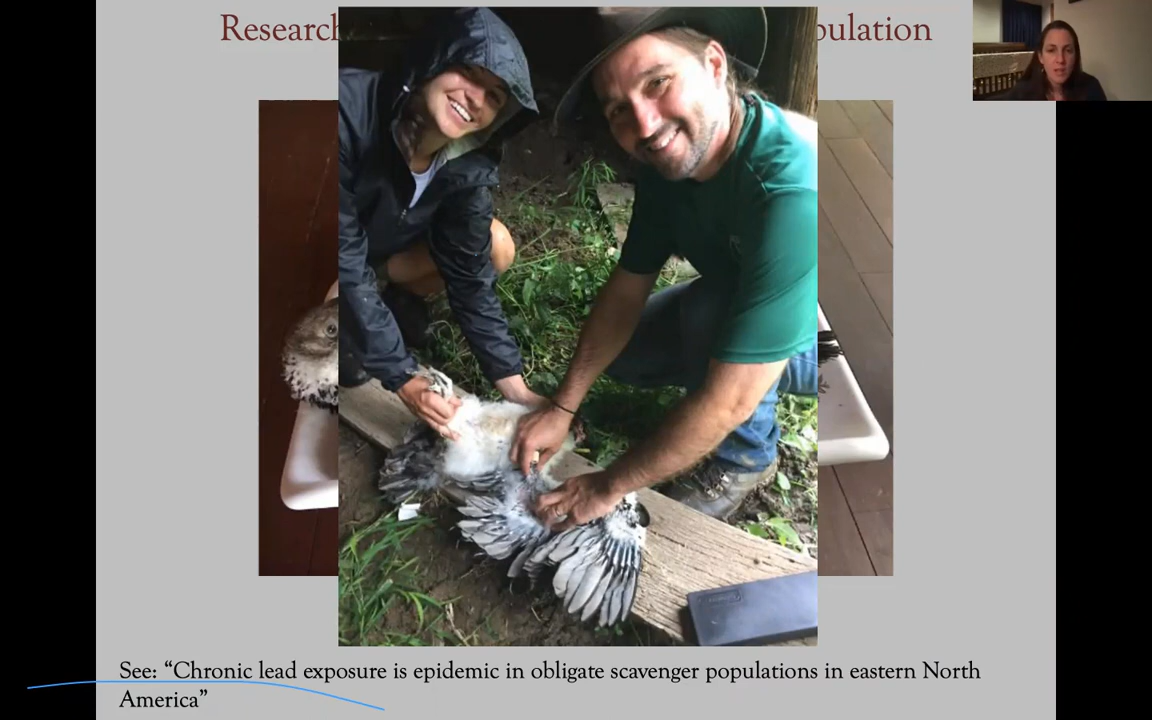 Research
pulation
See: “Chronic lead exposure is epidemic in obligate scavenger populations in eastern North
America”